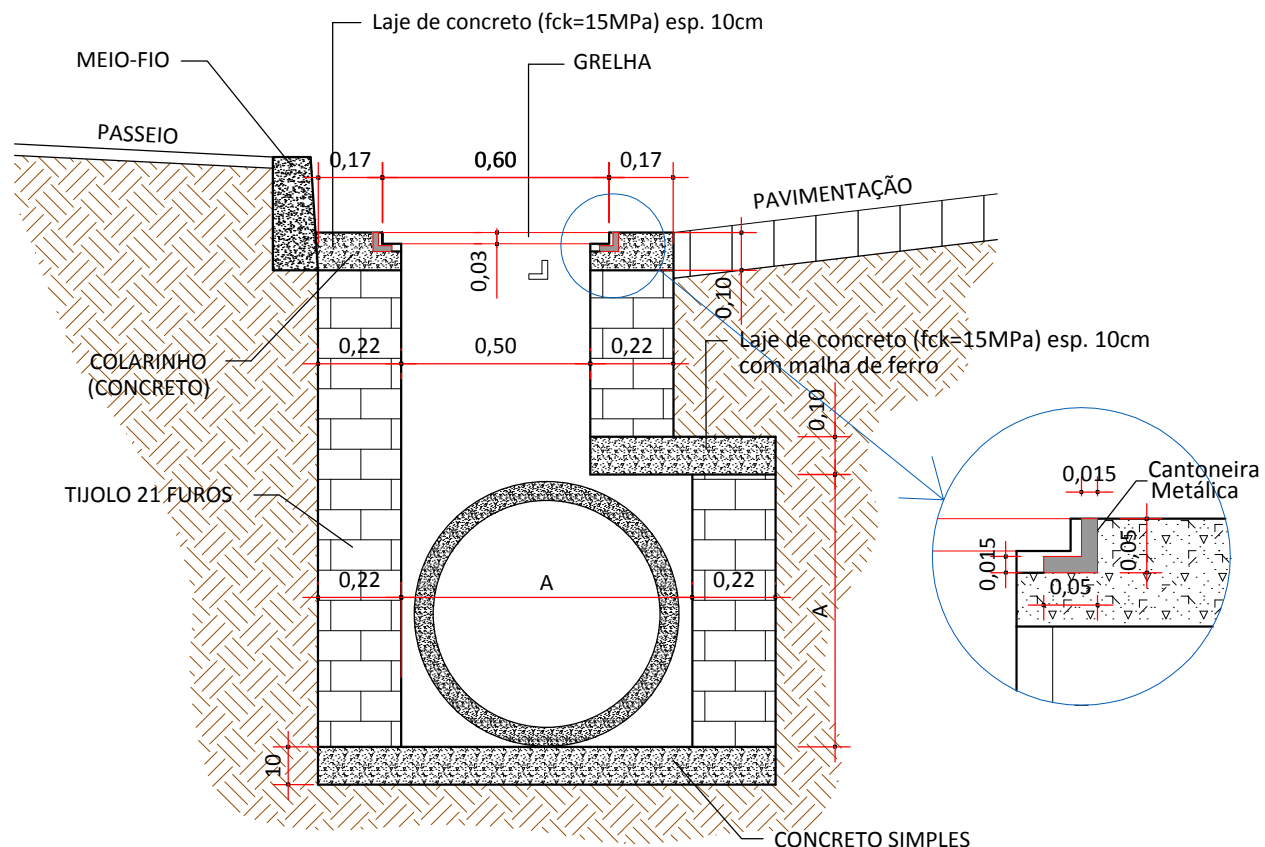 Laje de concreto (fck=15MPa) esp. 10cm
MEIO-FIO
GRELHA
PASSEIO
0,17
0,60
0,17
PAVIMENTAÇÃO
0,03
0,10
Laje de concreto (fck=15MPa) esp. 10cm
com malha de ferro
COLARINHO
(CONCRETO)
0,22
0,50
0,22
0,10
TIJOLO 21 FUROS
0,015
Cantoneira
Metálica
0,015
0,05
0,05
0,22
A
0,22
A
10
CONCRETO SIMPLES